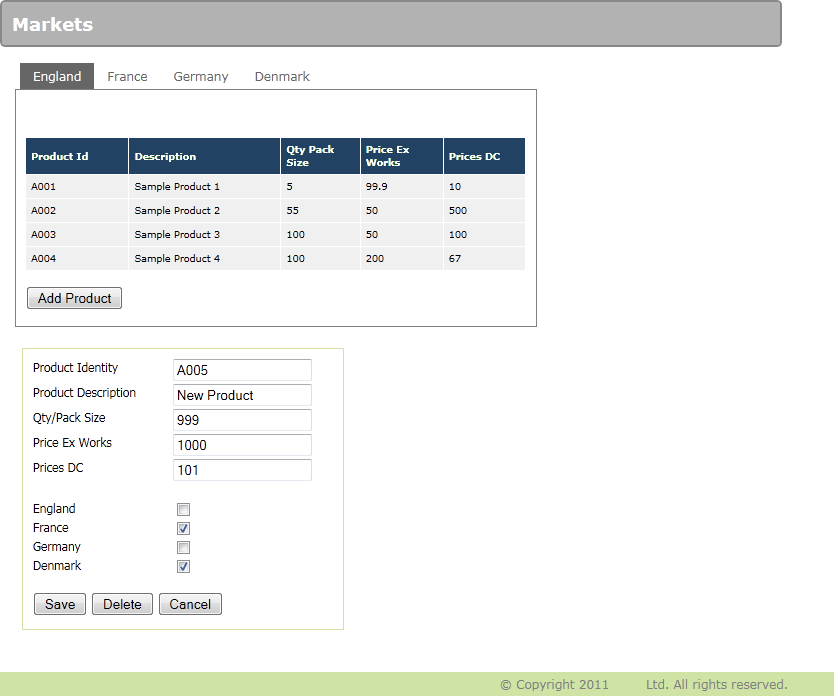 Markets
England France Germany Denmark
Product Id Description Qty Pack Size Price Ex Works Prices DC
A001 Sample Product 1 5 99.9 10
A002 Sample Product 2 55 50 500
A003 Sample Product 3 100 50 100
A004 Sample Product 4 100 200 67
Add Product
Product Identity A005
Product Description New Product
Qty/Pack Size 999
Price Ex Works 1000
Prices DC 101
England
France
Germany
Denmark
Save Delete Cancel
© Copyright 2011 Ltd. All rights reserved.